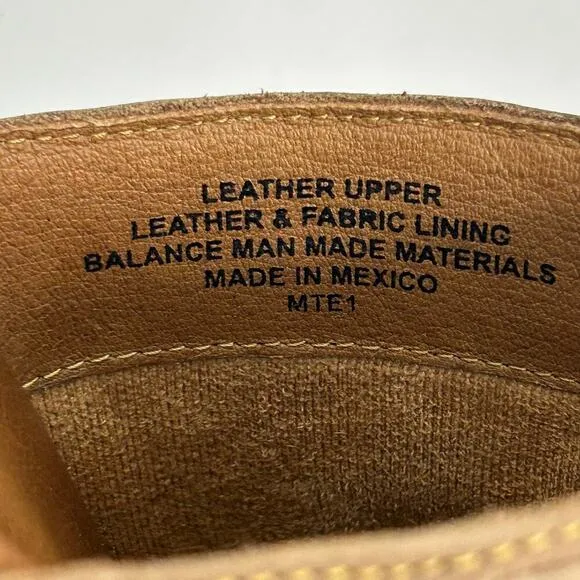 LEATHER UPPER
LEATHER & FABRIC LINING
BALANCE MAN MADE MATERIALS
MADE IN MEXICO
MTE1